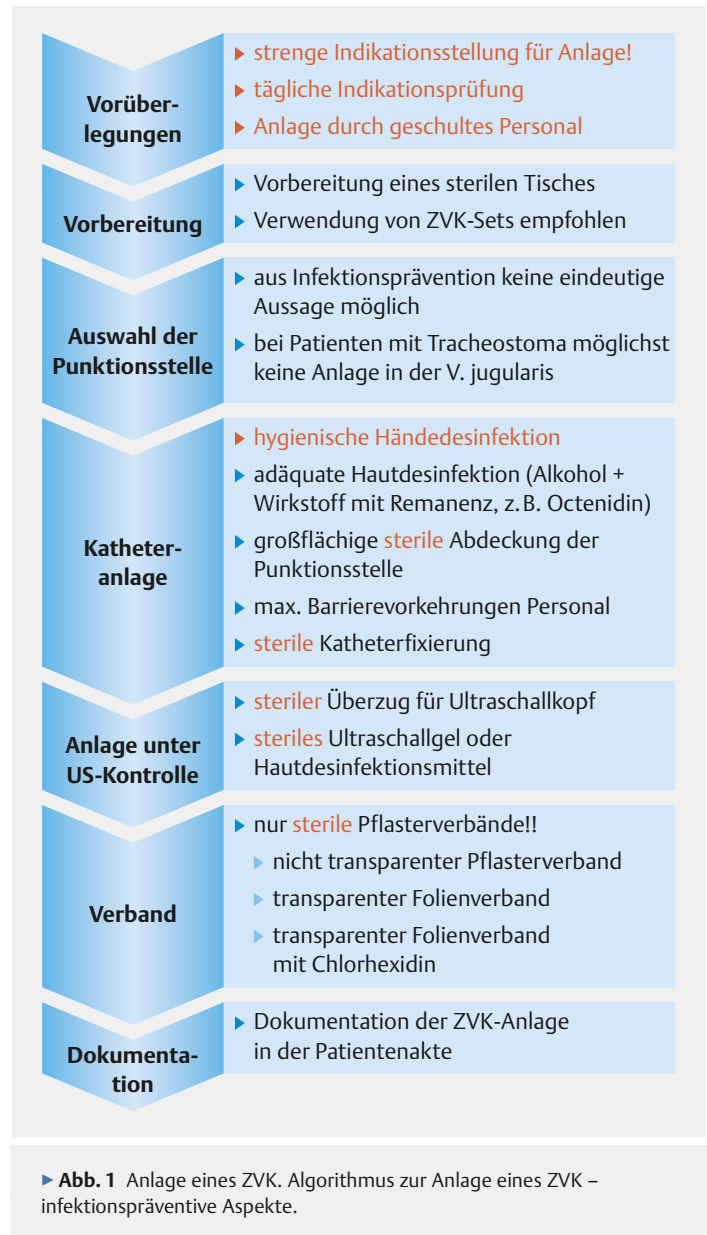 Vorüber-
legungen
▶ strenge Indikationsstellung für Anlage!
▶ tägliche Indikationsprüfung
▶ Anlage durch geschultes Personal
Vorbereitung
▶ Vorbereitung eines sterilen Tisches
▶ Verwendung von ZVK-Sets empfohlen
Auswahl der
Punktionsstelle
▶ aus Infektionsprävention keine eindeutige
Aussage möglich
▶ bei Patienten mit Tracheostoma möglichst
keine Anlage in der V. jugularis
Katheter-
anlage
▶ hygienische Händedesinfektion
▶ adäquate Hautdesinfektion (Alkohol +
Wirkstoff mit Remanenz, z. B. Octenidin)
▶ großflächige sterile Abdeckung der
Punktionsstelle
▶ max. Barrierevorkehrungen Personal
▶ sterile Katheterfixierung
Anlage unter
US-Kontrolle
▶ steriler Überzug für Ultraschallkopf
▶ steriles Ultraschallgel oder
Hautdesinfektionsmittel
Verband
▶ nur sterile Pflasterverbände!!
▶ nicht transparenter Pflasterverband
▶ transparenter Folienverband
▶ transparenter Folienverband
mit Chlorhexidin
Dokumenta-
tion
▶ Dokumentation der ZVK-Anlage
in der Patientenakte
▶ Abb. 1 Anlage eines ZVK. Algorithmus zur Anlage eines ZVK –
infektionspräventive Aspekte.